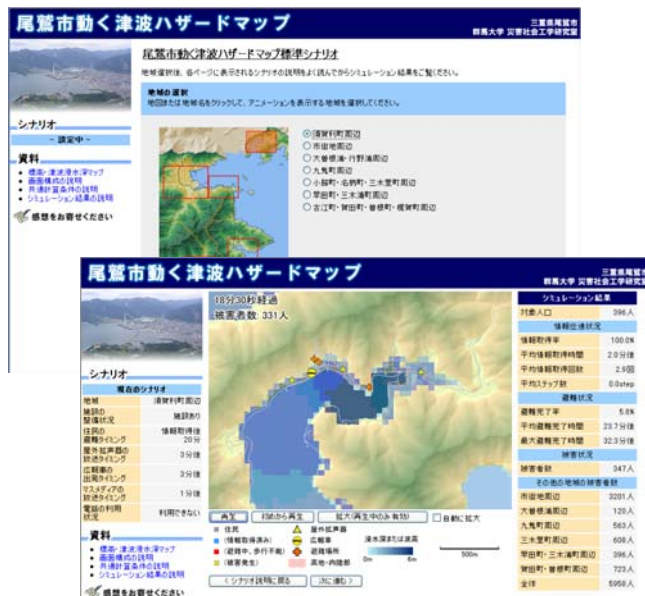 尾鷲市動く津波ハザードマップ
三重県尾鷲市
群馬大学 災害社会工学研究室
尾鷲市動く津波ハザードマップ標準シナリオ
地域選択後、各ページに表示されるシナリオの説明をよく読んでからシミュレーション結果をご覧ください。
地域の選択
地図または地域名をクリックして、アニメーションを表示する地域を選択してください。
シナリオ
- 設定中 -
資料
標高・津波浸水深マップ
画面構成の説明
共通計算条件の説明
シミュレーション結果の説明
感想をお寄せください
須賀利町周辺
市街地周辺
大曽根浦・行野浦周辺
九鬼町周辺
小脇町・名柄町・三木里町周辺
早田町・三木浦町周辺
古江町・賀田町・曽根町・梶賀町周辺
尾鷲市動く津波ハザードマップ
三重県尾鷲市
群馬大学 災害社会工学研究室
シナリオ
現在のシナリオ
地域 須賀利町周辺
施設の整備状況 施設あり
住民の避難タイミング 情報取得後20分
屋外拡声器の放送タイミング 3分後
広報車の出発タイミング 3分後
マスメディアの放送タイミング 1分後
電話の利用状況 利用できない
資料
標高・津波浸水深マップ
画面構成の説明
共通計算条件の説明
シミュレーション結果の説明
感想をお寄せください
18分30秒経過
被害者数: 331人
再生 初めから再生 拡大(再生中のみ有効) 自動に拡大
住民 屋外拡声器
(情報取得済み) 広報車
(避難中、歩行不能) 避難場所
(被害発生) 高地・内陸部
浸水深または波高
0m 6m
500m
<シナリオ説明に戻る 次に進む>
シミュレーション結果
対象人口 396人
情報伝達状況
情報取得率 100.0%
平均情報取得時間 2.0分後
平均情報取得回数 2.9回
平均ステップ数 0.0step
避難状況
避難完了率 5.8%
平均避難完了時間 23.7分後
最大避難完了時間 32.3分後
被害状況
被害者数 347人
その他の地域の被害者数
市街地周辺 3201人
大曽根浦周辺 120人
九鬼町周辺 563人
三木里町周辺 608人
早田町・三木浦町周辺 396人
賀田町・曽根町周辺 723人
全体 5958人